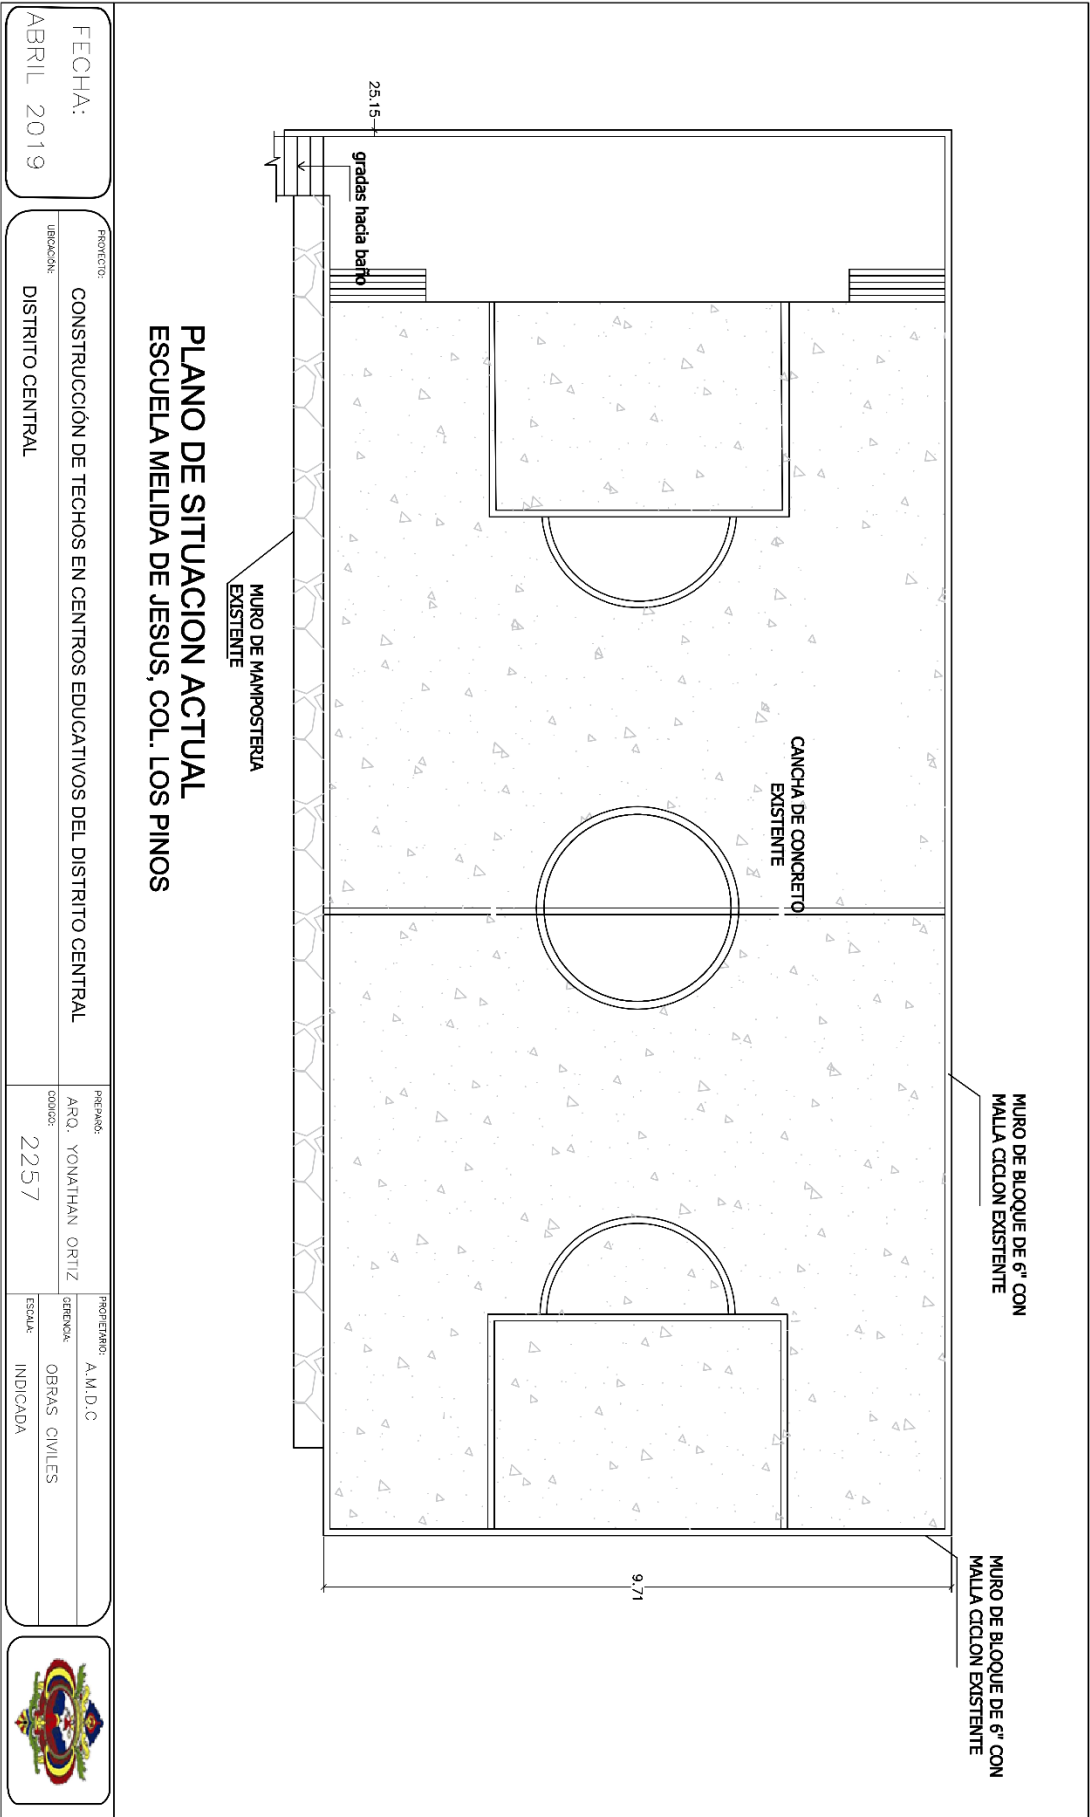 25.15
gradas hacia baño
CANCHA DE CONCRETO
EXISTENTE
MURO DE BLOQUE DE 6" CON
MALLA CICLON EXISTENTE
MURO DE BLOQUE DE 6" CON
MALLA CICLON EXISTENTE
9.71
MURO DE MAMPOSTERIA
EXISTENTE
PLANO DE SITUACION ACTUAL
ESCUELA MELIDA DE JESUS, COL. LOS PINOS
FECHA:
ABRIL 2019
PROYECTO:
CONSTRUCCIÓN DE TECHOS EN CENTROS EDUCATIVOS DEL DISTRITO CENTRAL
UBICACIÓN:
DISTRITO CENTRAL
PREPARÓ:
ARQ. YONATHAN ORTIZ
CODIGO:
2257
PROPIETARIO:
A.M.D.C
GERENCIA:
OBRAS CIVILES
ESCALA:
INDICADA